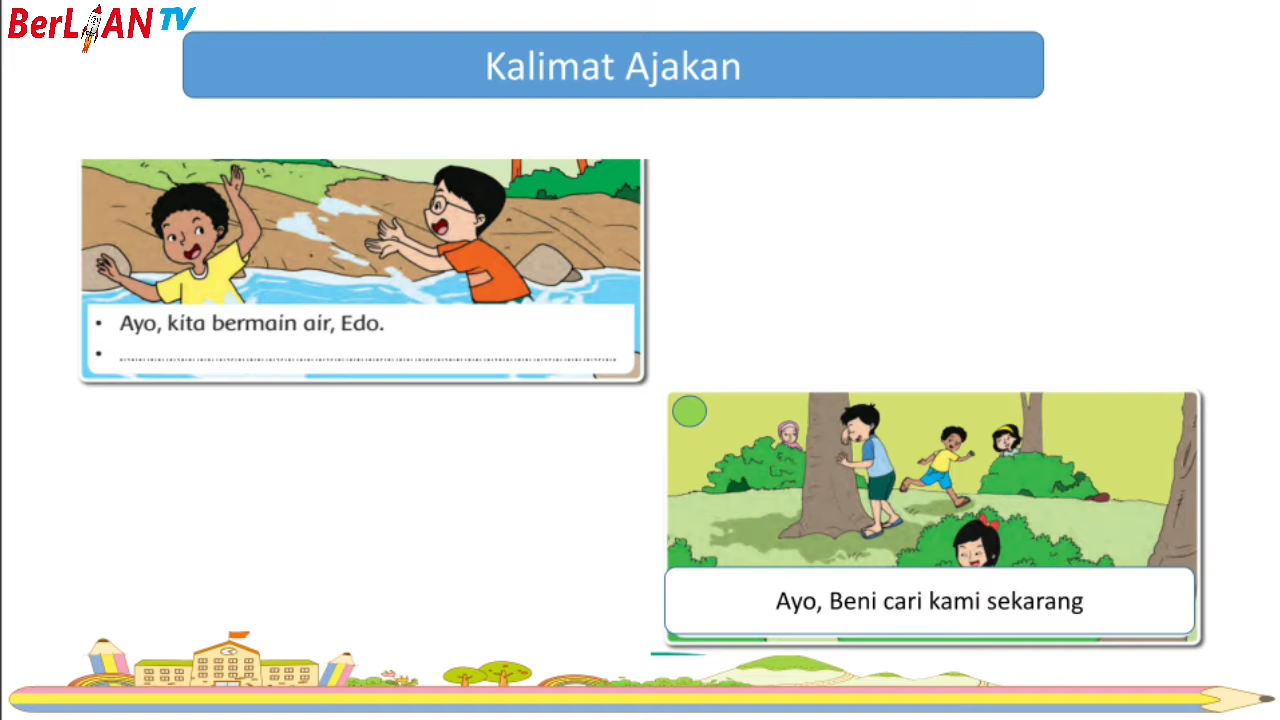 BerLIAN TV
Kalimat Ajakan
• Ayo, kita bermain air, Edo.
•
Ayo, Beni cari kami sekarang